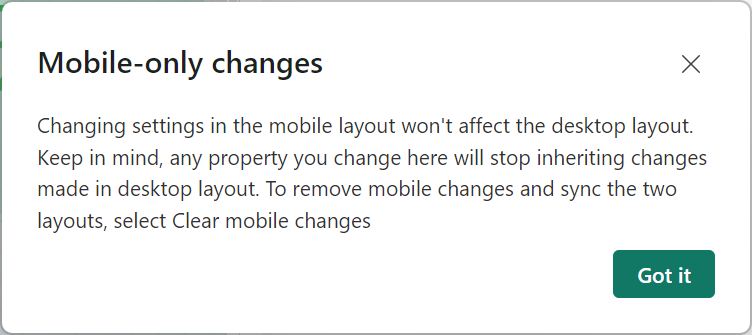 Mobile-only changes
Changing settings in the mobile layout won't affect the desktop layout.
Keep in mind, any property you change here will stop inheriting changes
made in desktop layout. To remove mobile changes and sync the two
layouts, select Clear mobile changes
Got it